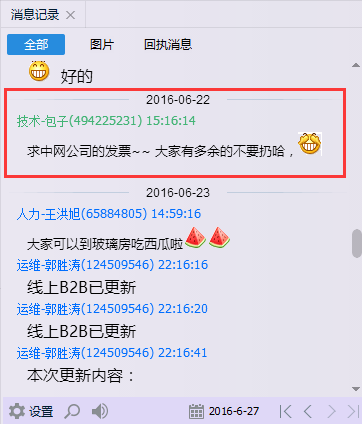 消息记录 ×
全部 图片 回执消息
好的
2016-06-22
技术-包子(494225231) 15:16:14
求中网公司的发票~~ 大家有多余的不要扔哈，
2016-06-23
人力-王洪旭(65884805) 14:59:16
大家可以到玻璃房吃西瓜啦
运维-郭胜涛(124509546) 22:16:16
线上B2B已更新
运维-郭胜涛(124509546) 22:16:20
线上B2B已更新
运维-郭胜涛(124509546) 22:16:41
本次更新内容：
设置 2016-6-27